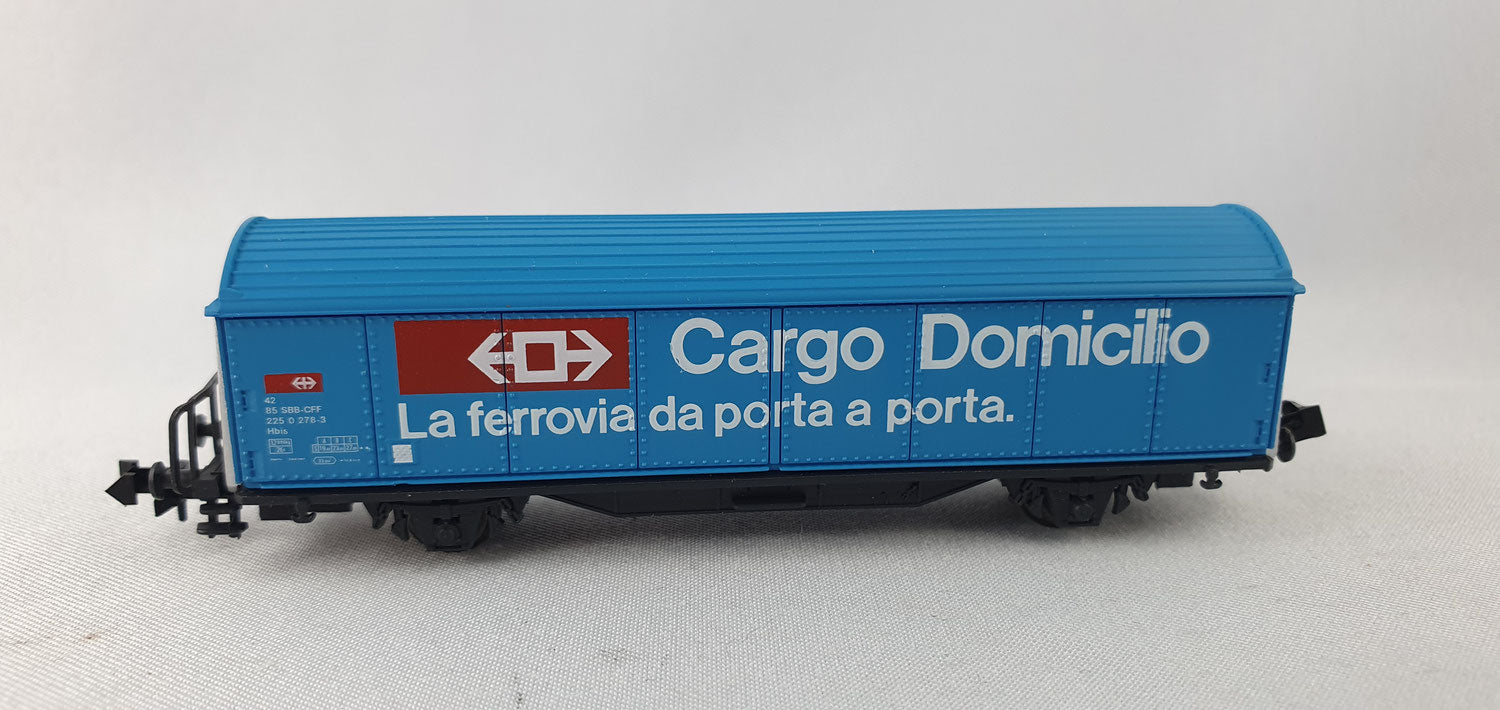 Cargo Domicilio
La ferrovia da porta a porta.
42
85 SBB-CFF
225 0 278-3
Hbis
A B C